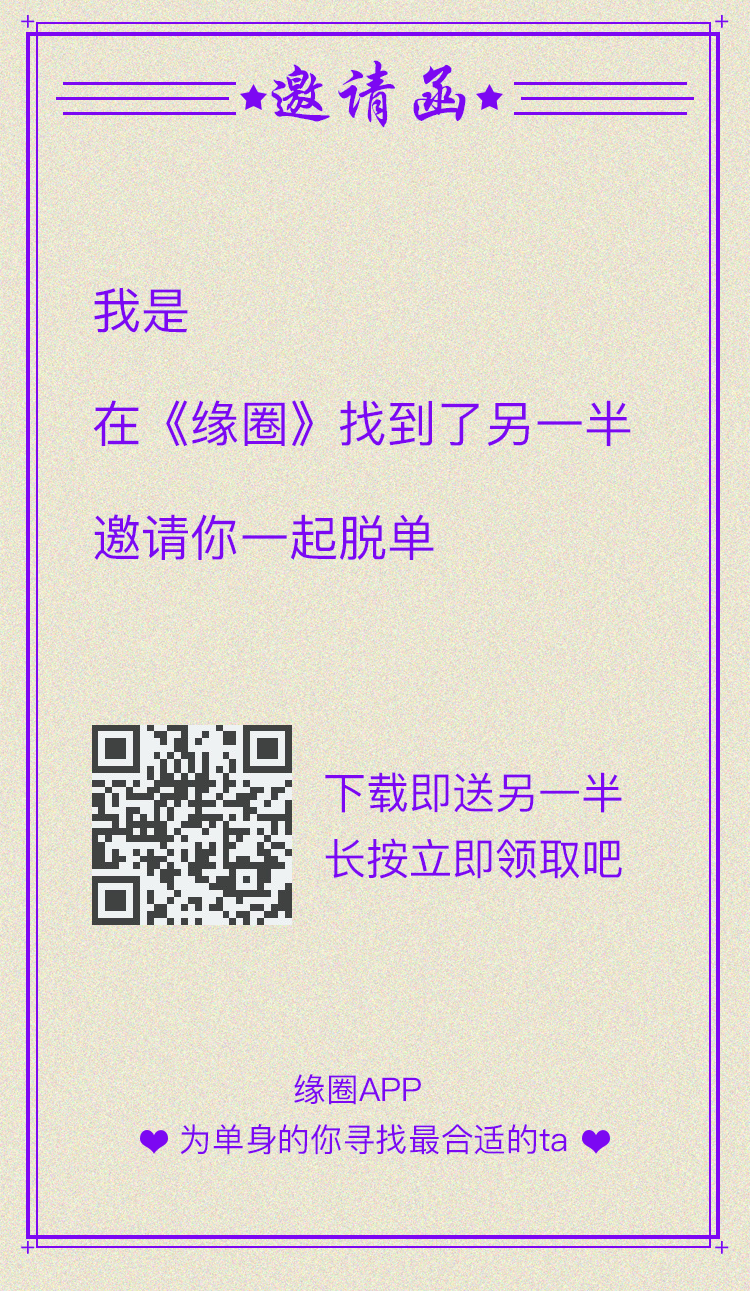 邀请函
我是
在《缘圈》找到了另一半
邀请你一起脱单
下载即送另一半
长按立即领取吧
缘圈APP
为单身的你寻找最合适的ta